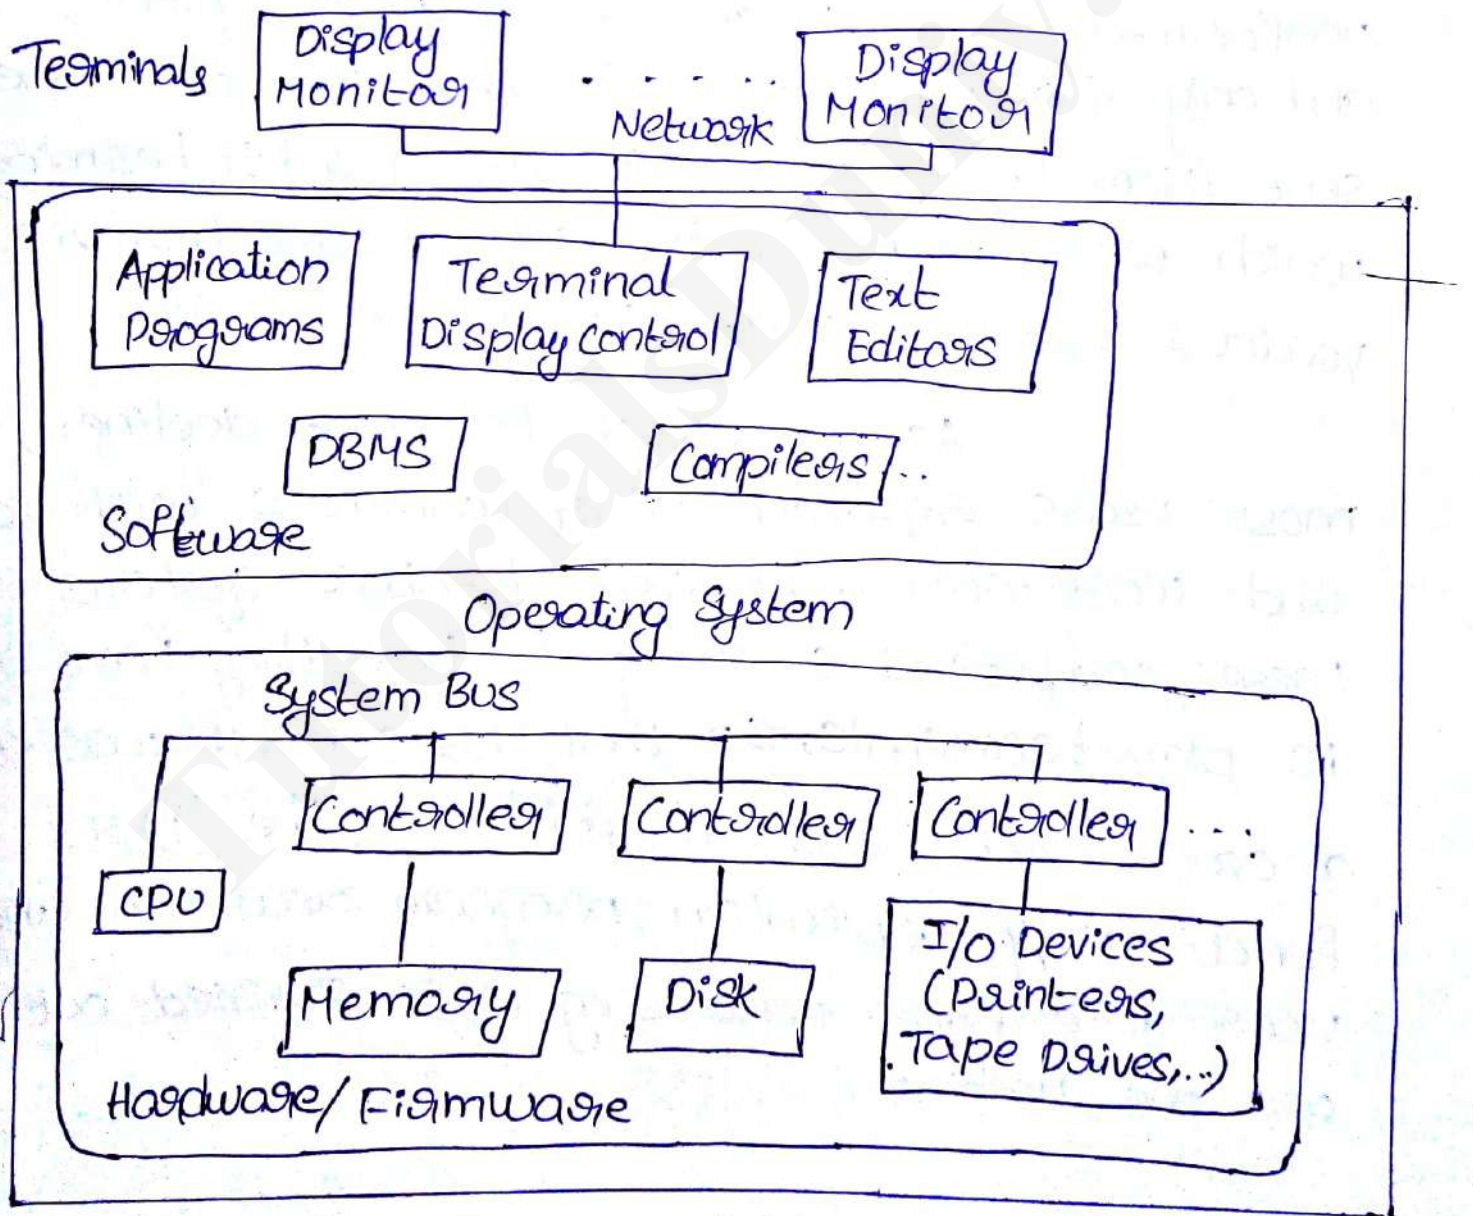 Terminals
Display
Monitor
. . . . .
Display
Monitor
Network
Application
Programs
Terminal
Display control
Text
Editors
DBMS
Compilers ..
Software
Operating System
System Bus
Controller
Controller
Controller ...
CPU
Memory
Disk
I/O Devices
(Printers,
Tape Drives,..)
Hardware/Firmware
TutorialsDuniya.